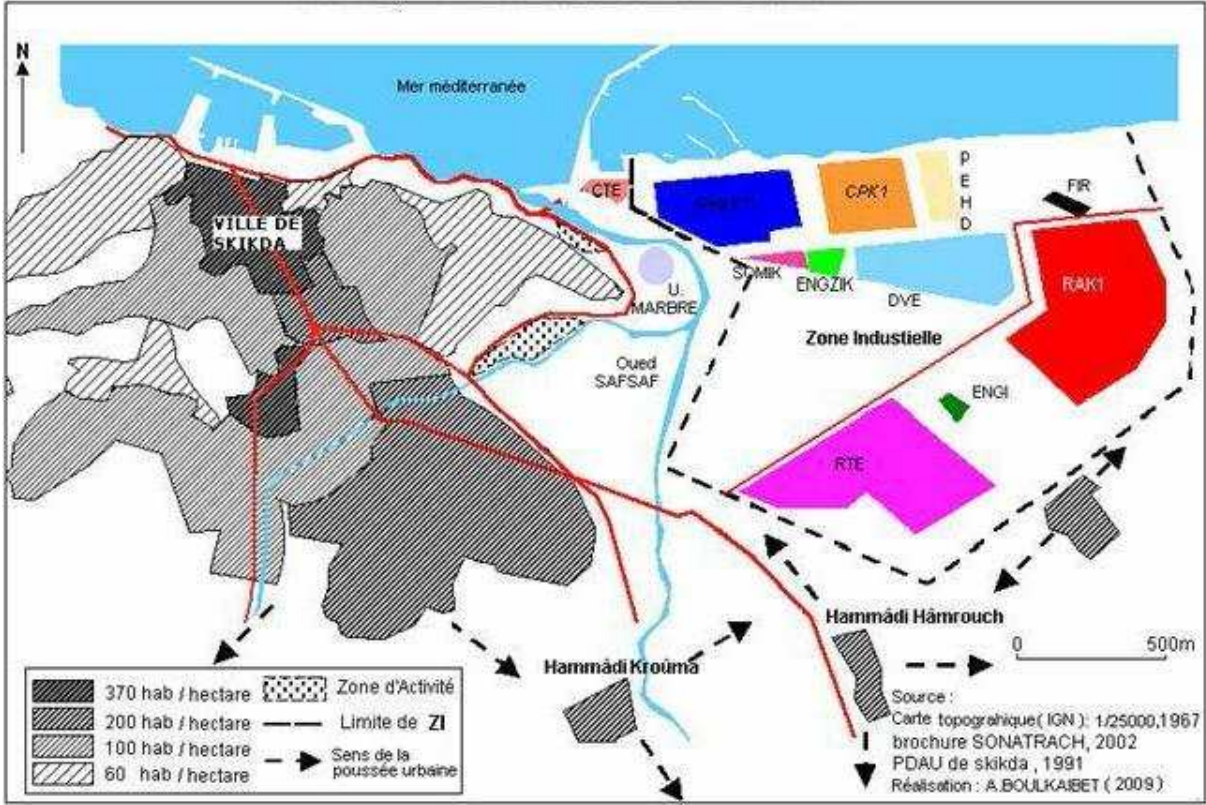 N
Mer méditerranée
CTE
CPK1
PEHD
FIR
VILLE DE
SKIKDA
SOMIK
ENGZIK
DVE
RAK1
U.
MARBRE
Zone Industielle
Oued
SAFSAF
ENGI
RTE
Hammâdi Hâmrouch
0 500m
Hammâdi Kroûma
370 hab / hectare
200 hab / hectare
100 hab / hectare
60 hab / hectare
Zone d'Activité
Limite de ZI
Sens de la
poussée urbaine
Source :
Carte topograhique( IGN ): 1/25000,1967
brochure SONATRACH, 2002
PDAU de skikda , 1991
Réalisation : A.BOULKAIBET ( 2009 )